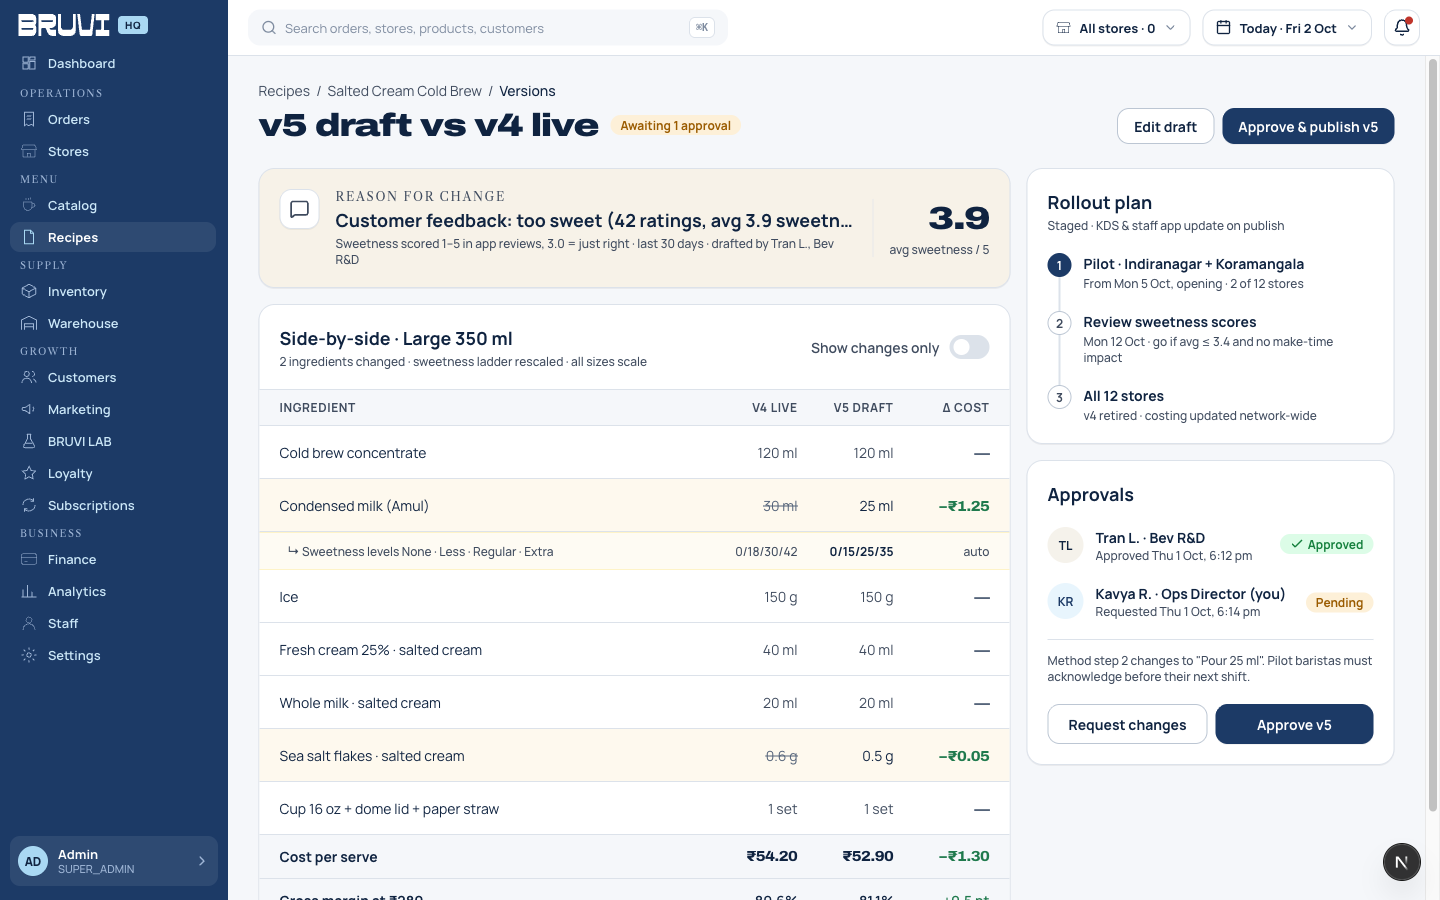 BRUVI HQ
Search orders, stores, products, customers
⌘K
All stores · 0
Today · Fri 2 Oct
Dashboard
OPERATIONS
Orders
Stores
MENU
Catalog
Recipes
SUPPLY
Inventory
Warehouse
GROWTH
Customers
Marketing
BRUVI LAB
Loyalty
Subscriptions
BUSINESS
Finance
Analytics
Staff
Settings
AD
Admin
SUPER_ADMIN
Recipes / Salted Cream Cold Brew / Versions
v5 draft vs v4 live
Awaiting 1 approval
Edit draft
Approve & publish v5
REASON FOR CHANGE
Customer feedback: too sweet (42 ratings, avg 3.9 sweetn...
Sweetness scored 1–5 in app reviews, 3.0 = just right · last 30 days · drafted by Tran L., Bev
R&D
3.9
avg sweetness / 5
Side-by-side · Large 350 ml
2 ingredients changed · sweetness ladder rescaled · all sizes scale
Show changes only
INGREDIENT V4 LIVE V5 DRAFT Δ COST
Cold brew concentrate 120 ml 120 ml —
Condensed milk (Amul) 30 ml 25 ml −₹1.25
↳ Sweetness levels None · Less · Regular · Extra 0/18/30/42 0/15/25/35 auto
Ice 150 g 150 g —
Fresh cream 25% · salted cream 40 ml 40 ml —
Whole milk · salted cream 20 ml 20 ml —
Sea salt flakes · salted cream 0.6 g 0.5 g −₹0.05
Cup 16 oz + dome lid + paper straw 1 set 1 set —
Cost per serve ₹54.20 ₹52.90 −₹1.30
Gross margin at ₹280 80.6% 81.1% +0.5 pt
Rollout plan
Staged · KDS & staff app update on publish
1
Pilot · Indiranagar + Koramangala
From Mon 5 Oct, opening · 2 of 12 stores
2
Review sweetness scores
Mon 12 Oct · go if avg ≤ 3.4 and no make-time
impact
3
All 12 stores
v4 retired · costing updated network-wide
Approvals
TL
Tran L. · Bev R&D
Approved Thu 1 Oct, 6:12 pm
Approved
KR
Kavya R. · Ops Director (you)
Requested Thu 1 Oct, 6:14 pm
Pending
Method step 2 changes to "Pour 25 ml". Pilot baristas must
acknowledge before their next shift.
Request changes
Approve v5
N